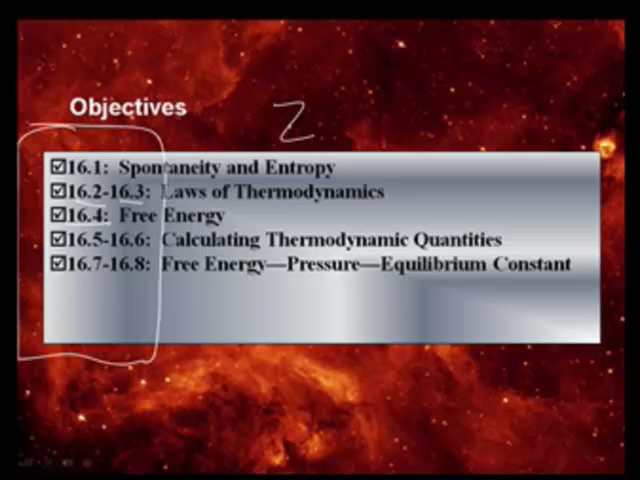 Objectives
2
☑16.1: Spontaneity and Entropy
☑16.2-16.3: Laws of Thermodynamics
☑16.4: Free Energy
☑16.5-16.6: Calculating Thermodynamic Quantities
☑16.7-16.8: Free Energy—Pressure—Equilibrium Constant